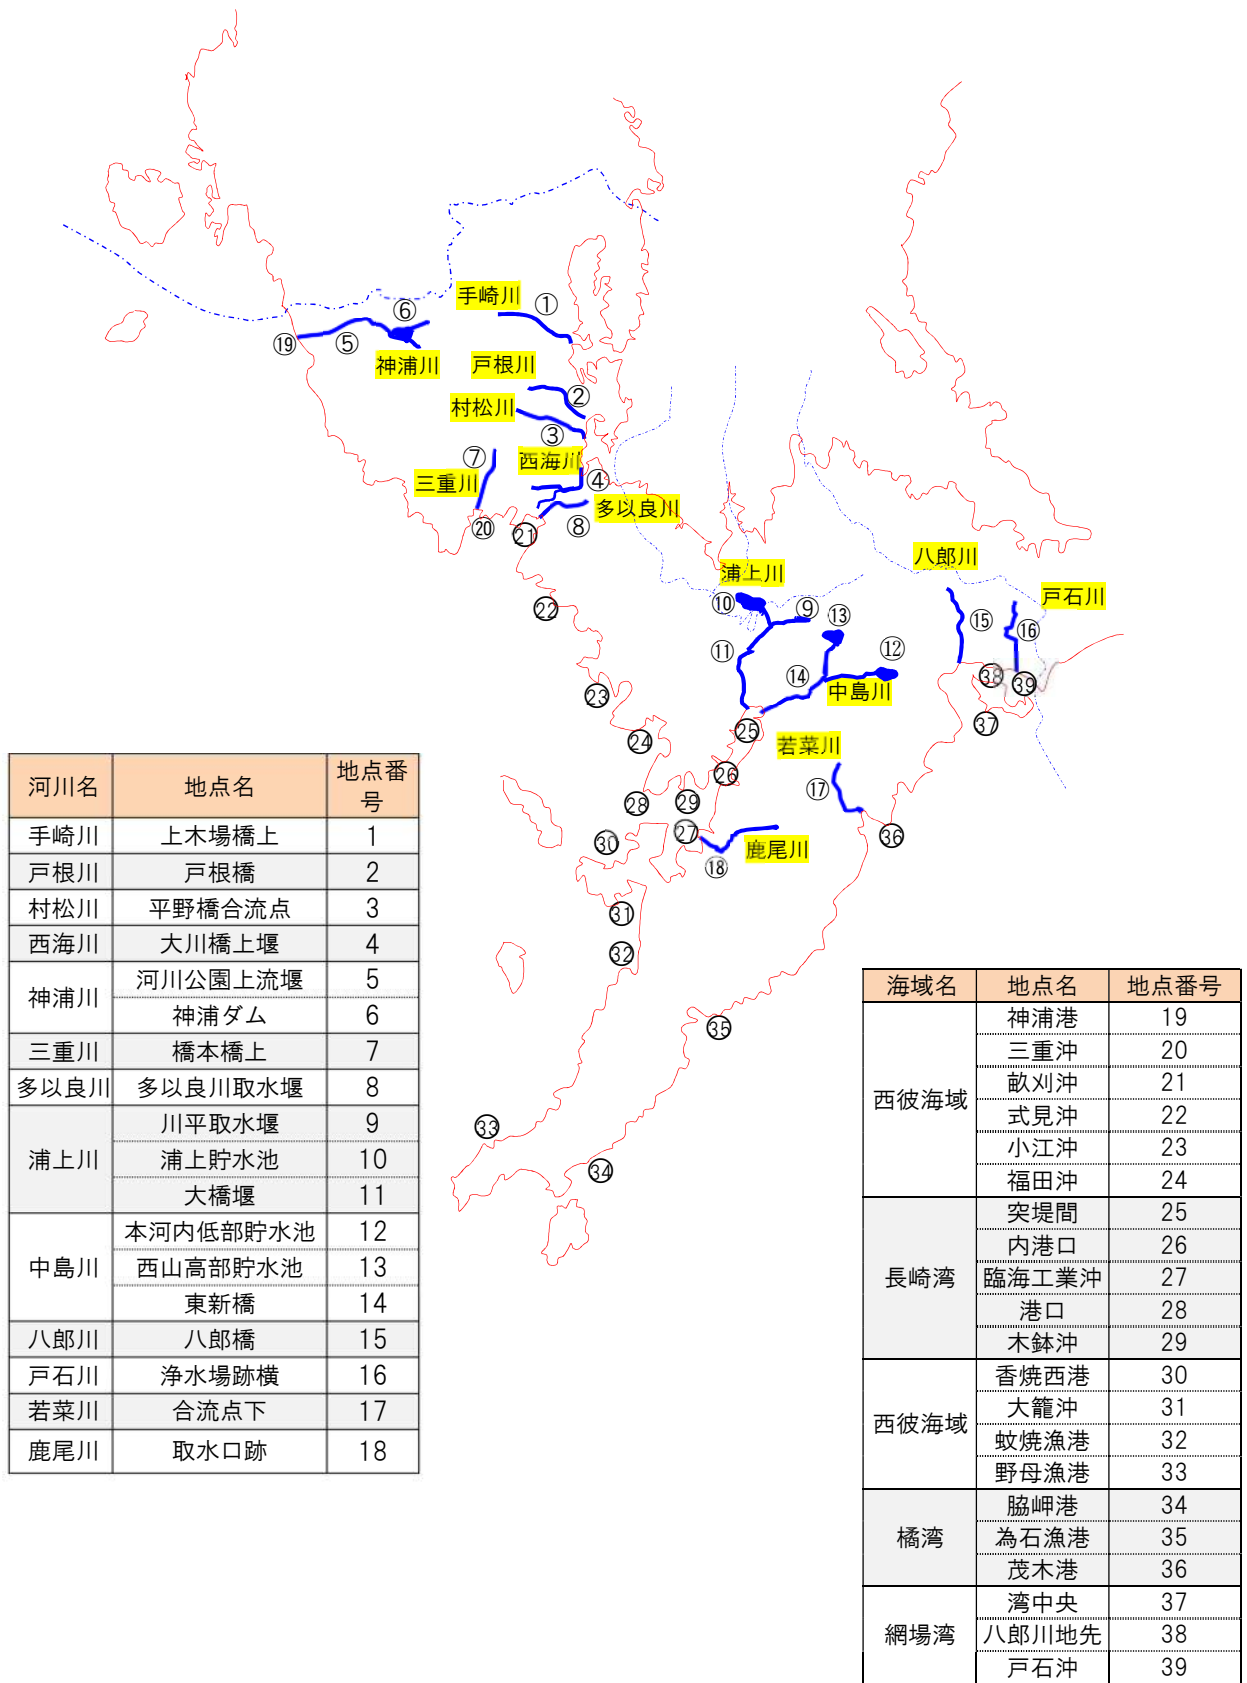 手崎川 ①
⑥
⑲ ⑤
神浦川 戸根川
②
村松川
③
⑦ 西海川
三重川 ④
多以良川
⑳ ㉑ ⑧
八郎川
浦上川
戸石川
⑩ ⑨ ⑬
㉒
⑮ ⑯
⑪ ⑫
⑭
中島川
㊳ ㊴
㉓
㊲
㉔ ㉕
若菜川
㉖
⑰
㉘ ㉙
㉗ ㊱
㉚
鹿尾川
⑱
㉛
㉜
㉟
㉝
㉞
河川名 地点名 地点番号
手崎川 上木場橋上 1
戸根川 戸根橋 2
村松川 平野橋合流点 3
西海川 大川橋上堰 4
神浦川 河川公園上流堰 5
神浦ダム 6
三重川 橋本橋上 7
多以良川 多以良川取水堰 8
浦上川 川平取水堰 9
浦上貯水池 10
大橋堰 11
中島川 本河内低部貯水池 12
西山高部貯水池 13
東新橋 14
八郎川 八郎橋 15
戸石川 浄水場跡横 16
若菜川 合流点下 17
鹿尾川 取水口跡 18
海域名 地点名 地点番号
西彼海域 神浦港 19
三重沖 20
畝刈沖 21
式見沖 22
小江沖 23
福田沖 24
長崎湾 突堤間 25
内港口 26
臨海工業沖 27
港口 28
木鉢沖 29
西彼海域 香焼西港 30
大籠沖 31
蚊焼漁港 32
野母漁港 33
橘湾 脇岬港 34
為石漁港 35
茂木港 36
網場湾 湾中央 37
八郎川地先 38
戸石沖 39